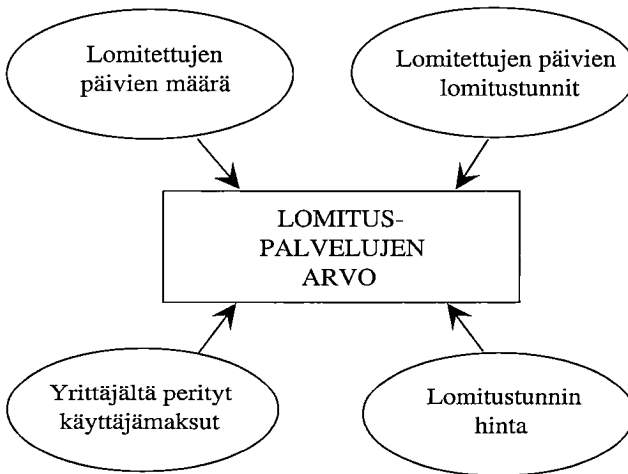 Lomitettujen
päivien määrä
Lomitettujen päivien
lomitustunnit
LOMITUS-
PALVELUJEN
ARVO
Yrittäjältä perityt
käyttäjämaksut
Lomitustunnin
hinta